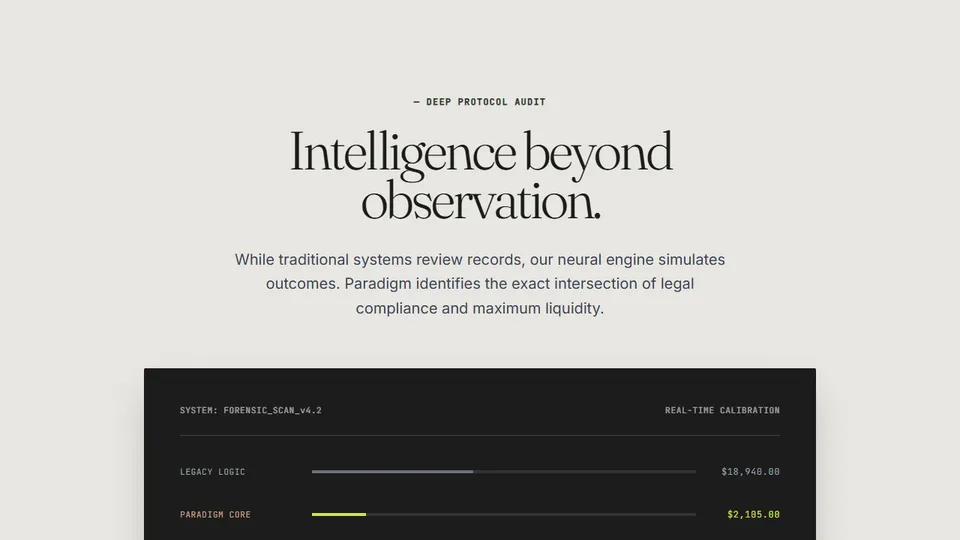 – DEEP PROTOCOL AUDIT
Intelligence beyond
observation.
While traditional systems review records, our neural engine simulates
outcomes. Paradigm identifies the exact intersection of legal
compliance and maximum liquidity.
SYSTEM: FORENSIC_SCAN_v4.2 REAL-TIME CALIBRATION
LEGACY LOGIC $18,940.00
PARADIGM CORE $2,105.00